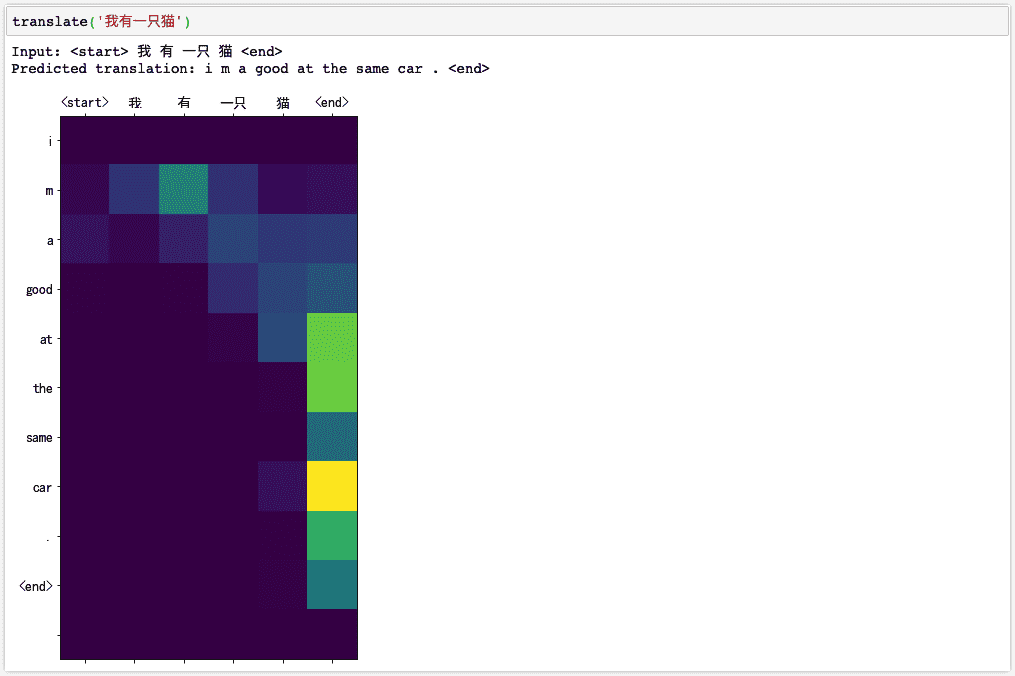 translate('我有一只猫')
Input: <start> 我 有 一只 猫 <end>
Predicted translation: i m a good at the same car . <end>
<start> 我 有 一只 猫 <end>
i
m
a
good
at
the
same
car
.
<end>